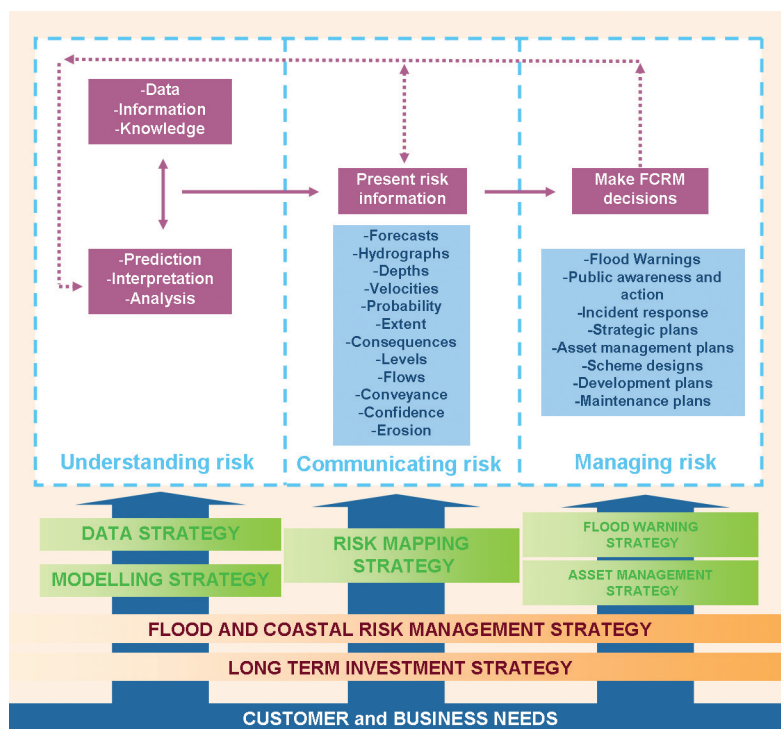 -Data
-Information
-Knowledge
-Prediction
-Interpretation
-Analysis
Understanding risk
Present risk
information
-Forecasts
-Hydrographs
-Depths
-Velocities
-Probability
-Extent
-Consequences
-Levels
-Flows
-Conveyance
-Confidence
-Erosion
Communicating risk
Make FCRM
decisions
-Flood Warnings
-Public awareness and
action
-Incident response
-Strategic plans
-Asset management plans
-Scheme designs
-Development plans
-Maintenance plans
Managing risk
DATA STRATEGY
MODELLING STRATEGY
RISK MAPPING
STRATEGY
FLOOD WARNING
STRATEGY
ASSET MANAGEMENT
STRATEGY
FLOOD AND COASTAL RISK MANAGEMENT STRATEGY
LONG TERM INVESTMENT STRATEGY
CUSTOMER and BUSINESS NEEDS